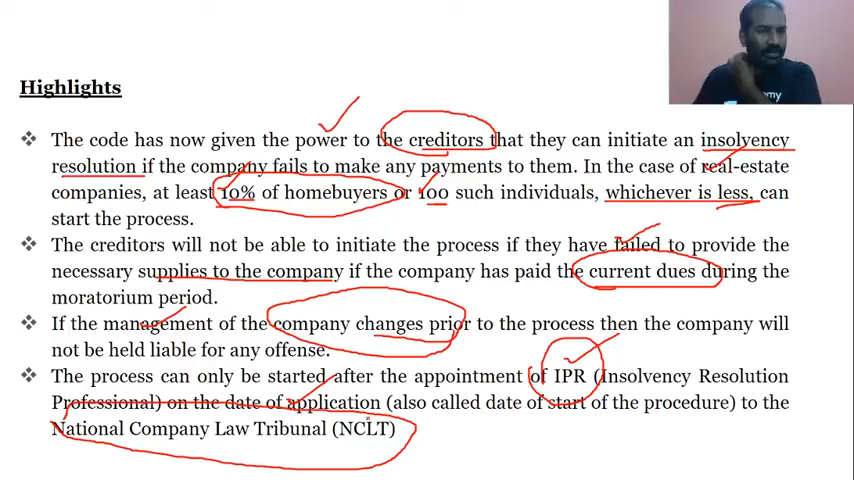 Highlights
❖ The code has now given the power to the creditors that they can initiate an insolvency
resolution if the company fails to make any payments to them. In the case of real-estate
companies, at least 10% of homebuyers or 100 such individuals, whichever is less, can
start the process.
❖ The creditors will not be able to initiate the process if they have failed to provide the
necessary supplies to the company if the company has paid the current dues during the
moratorium period.
❖ If the management of the company changes prior to the process then the company will
not be held liable for any offense.
❖ The process can only be started after the appointment of IPR (Insolvency Resolution
Professional) on the date of application (also called date of start of the procedure) to the
National Company Law Tribunal (NCLT)